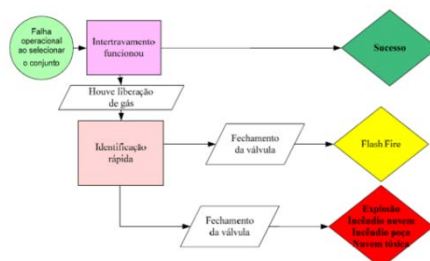 Falha
operacional
ao selecionar
o conjunto
Intertravamento
funcionou
Sucesso
Houve liberação
de gás
Identificação
rápida
Fechamento
da válvula
Flash Fire
Fechamento
da válvula
Explosão
Incêndio nuvem
Incêndio poça
Nuvem tóxica